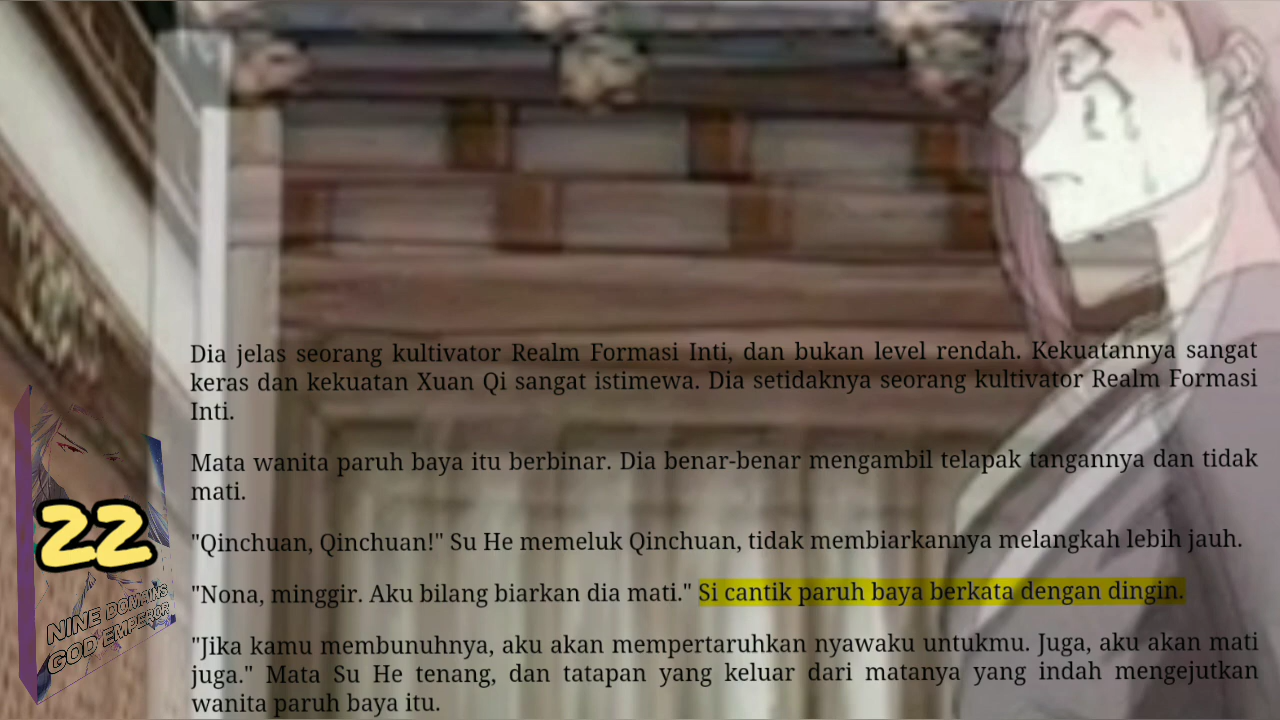 Dia jelas seorang kultivator Realm Formasi Inti, dan bukan level rendah. Kekuatannya sangat
keras dan kekuatan Xuan Qi sangat istimewa. Dia setidaknya seorang kultivator Realm Formasi
Inti.
Mata wanita paruh baya itu berbinar. Dia benar-benar mengambil telapak tangannya dan tidak
mati.
"Qinchuan, Qinchuan!" Su He memeluk Qinchuan, tidak membiarkannya melangkah lebih jauh.
"Nona, minggir. Aku bilang biarkan dia mati." Si cantik paruh baya berkata dengan dingin.
"Jika kamu membunuhnya, aku akan mempertaruhkan nyawaku untukmu. Juga, aku akan mati
juga." Mata Su He tenang, dan tatapan yang keluar dari matanya yang indah mengejutkan
wanita paruh baya itu.
22
NINE DOMAINS
GOD EMPEROR